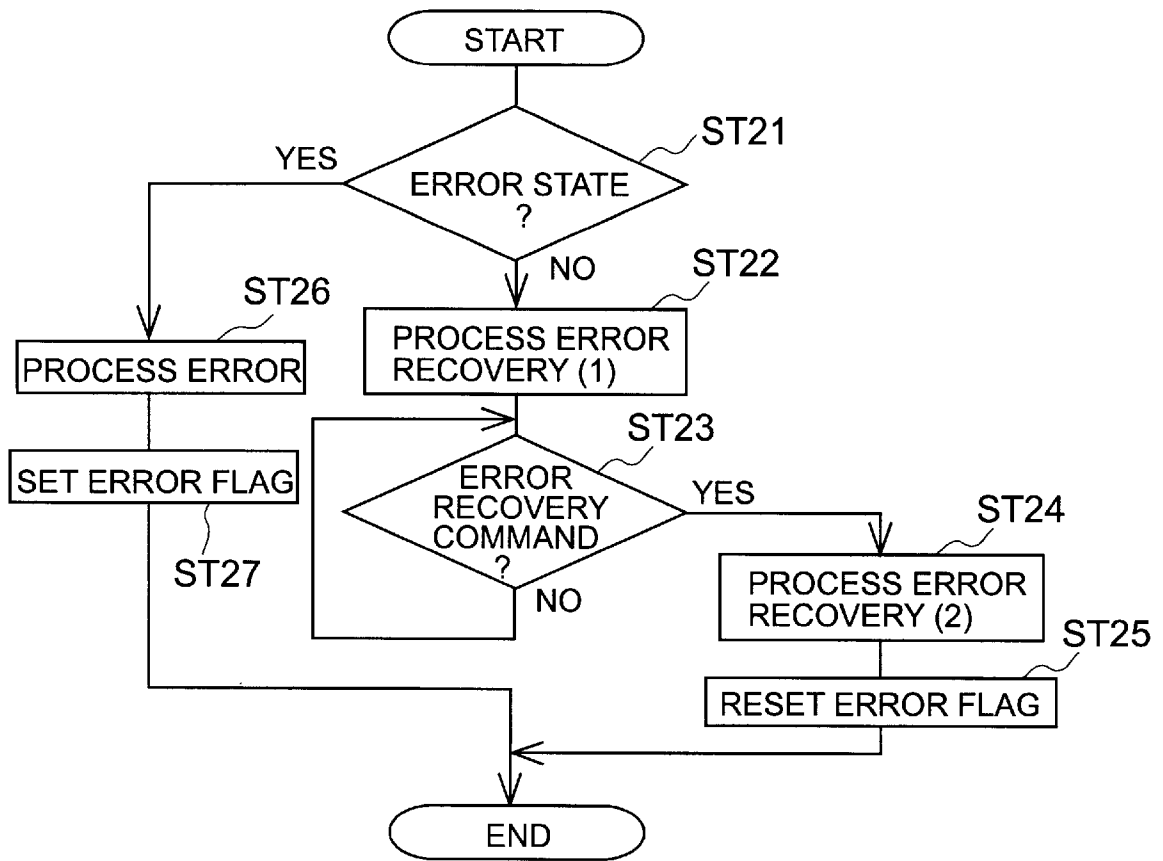 START
ST21
YES
ERROR STATE
?
NO
ST22
ST26
PROCESS ERROR
RECOVERY (1)
PROCESS ERROR
ST23
ERROR
RECOVERY
COMMAND
?
YES
NO
SET ERROR FLAG
ST27
ST24
PROCESS ERROR
RECOVERY (2)
ST25
RESET ERROR FLAG
END